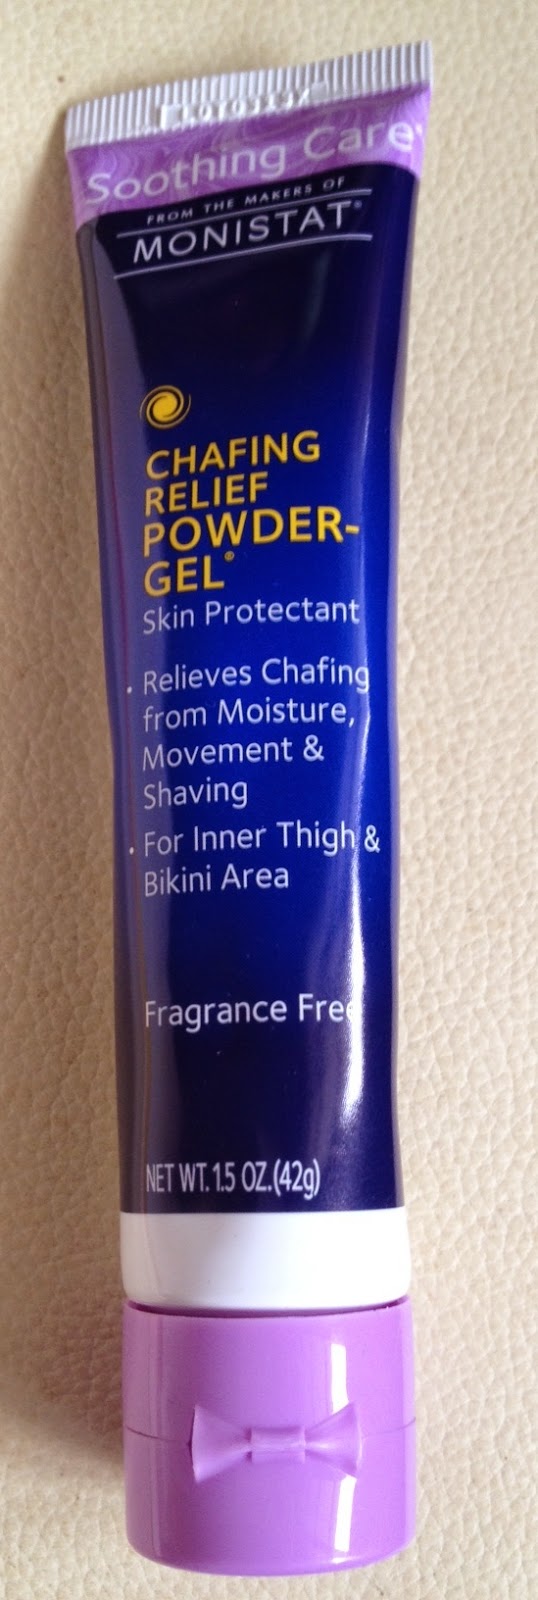 Soothing Care
FROM THE MAKERS OF
MONISTAT®
CHAFING
RELIEF
POWDER-
GEL®
Skin Protectant
• Relieves Chafing
from Moisture,
Movement &
Shaving
• For Inner Thigh &
Bikini Area
Fragrance Free
NET WT. 1.5 OZ. (42g)